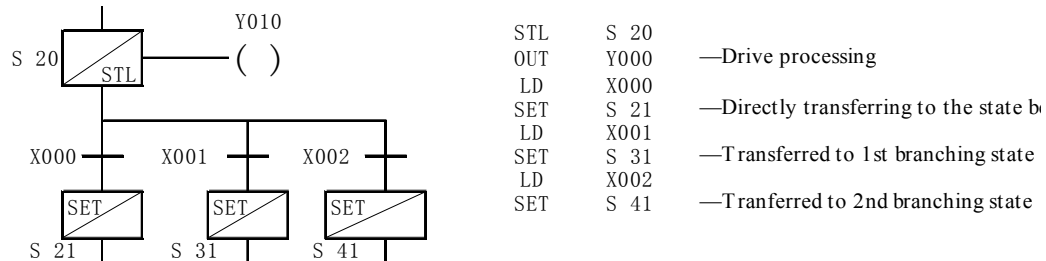 Y010
S 20
STL
( )
X000 X001 X002
SET SET SET
S 21 S 31 S 41
STL S 20
OUT Y000 —Drive processing
LD X000
SET S 21 —Directly transferring to the state
LD X001
SET S 31 —Transferred to 1st branching state
LD X002
SET S 41 —Tranferred to 2nd branching state